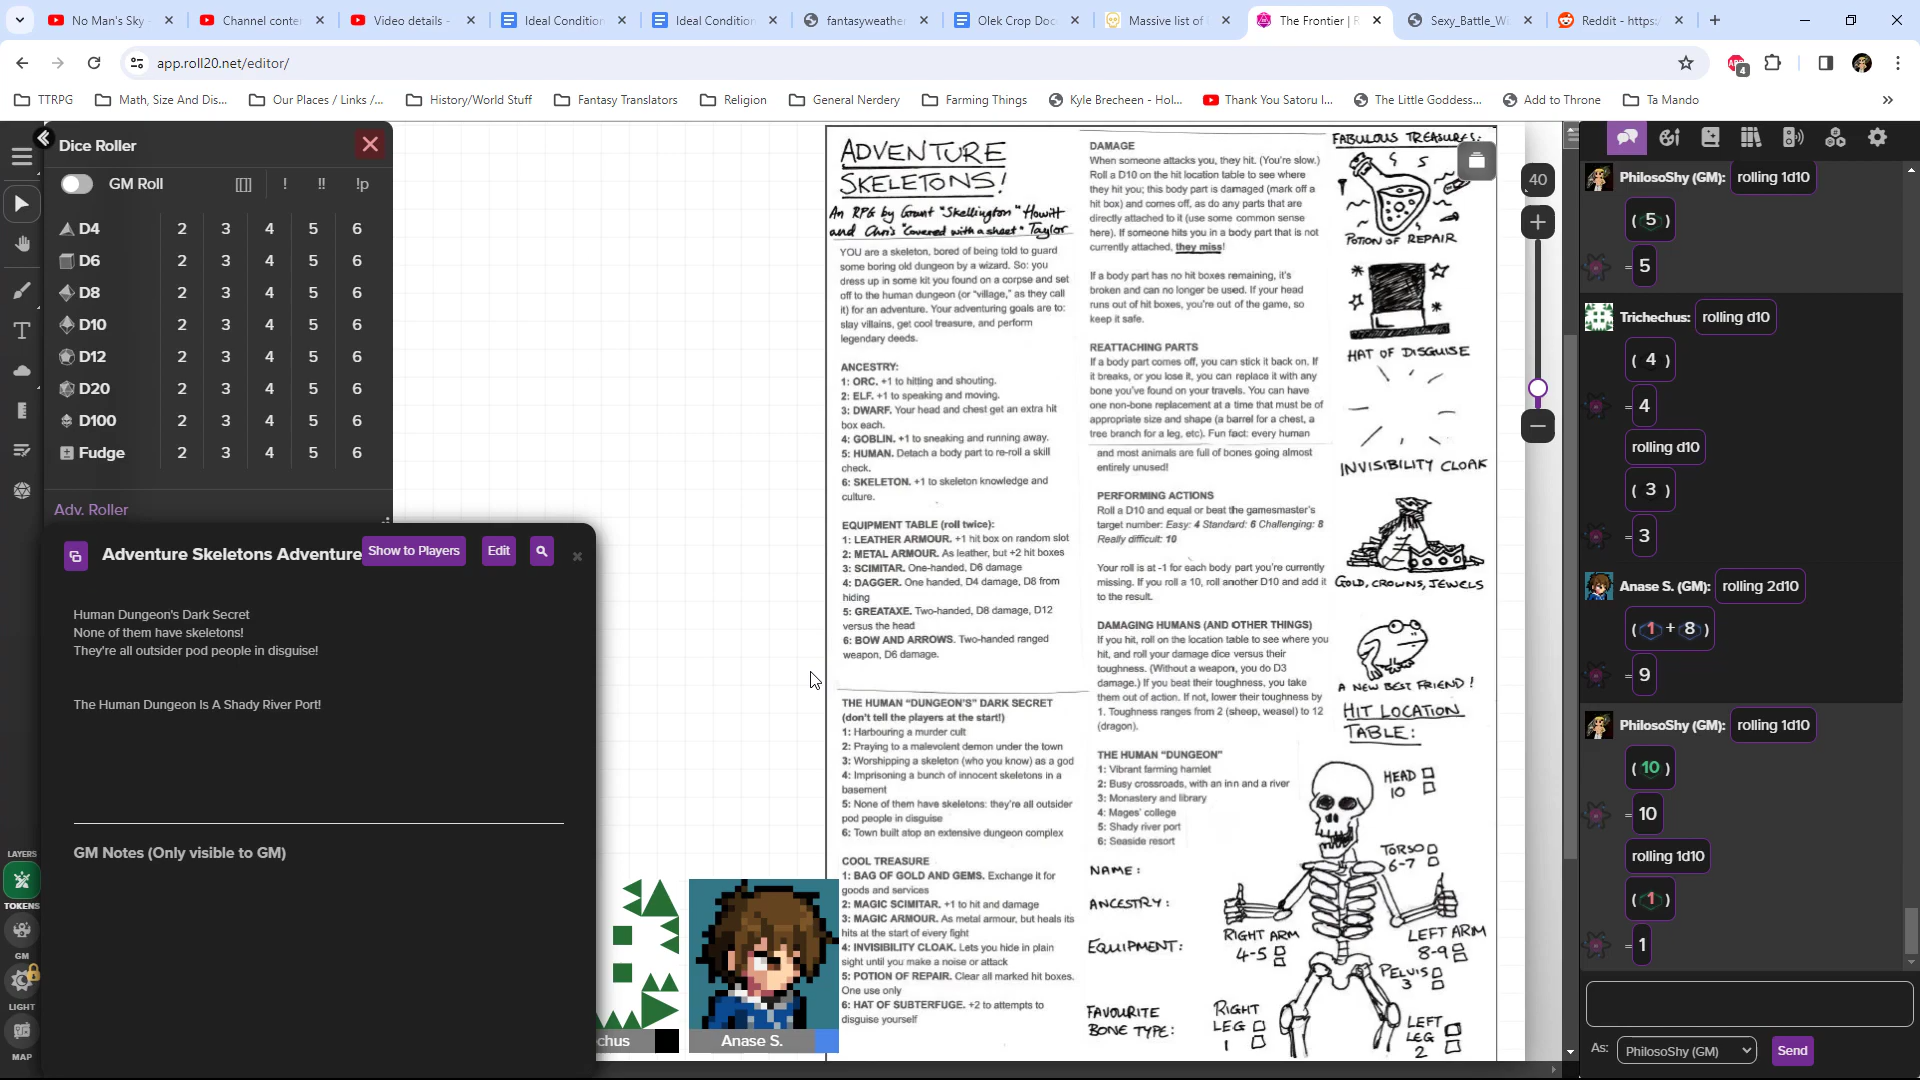 No Man's Sky -
Channel conte
Video details -
Ideal Condition
Ideal Condition
fantasyweather
Olek Crop Doc
Massive list of
The Frontier | R
Sexy_Battle_Wi
Reddit - https:/
app.roll20.net/editor/
4
TTRPG
Math, Size And Dis...
Our Places / Links /...
History/World Stuff
Fantasy Translators
Religion
General Nerdery
Farming Things
Kyle Brecheen - Hol...
Thank You Satoru I...
The Little Goddess...
Add to Throne
Ta Mando
»
Dice Roller
GM Roll [[]] ! !! !p
D4 2 3 4 5 6
D6 2 3 4 5 6
D8 2 3 4 5 6
D10 2 3 4 5 6
D12 2 3 4 5 6
D20 2 3 4 5 6
D100 2 3 4 5 6
Fudge 2 3 4 5 6
Adv. Roller
Adventure Skeletons Adventure
Show to Players
Edit
Human Dungeon's Dark Secret
None of them have skeletons!
They're all outsider pod people in disguise!
The Human Dungeon Is A Shady River Port!
GM Notes (Only visible to GM)
LAYERS
TOKENS
GM
LIGHT
MAP
chus
Anase S.
ADVENTURE
SKELETONS!
An RPG by Grant "Skellington" Howitt
and Chris "Covered with a sheet" Taylor
YOU are a skeleton, bored of being told to guard
some boring old dungeon by a wizard. So: you
dress up in some kit you found on a corpse and set
off to the human dungeon (or "village," as they call
it) for an adventure. Your adventuring goals are to:
slay villains, get cool treasure, and perform
legendary deeds.
ANCESTRY:
1: ORC. +1 to hitting and shouting.
2: ELF. +1 to speaking and moving.
3: DWARF. Your head and chest get an extra hit
box each.
4: GOBLIN. +1 to sneaking and running away.
5: HUMAN. Detach a body part to re-roll a skill
check.
6: SKELETON. +1 to skeleton knowledge and
culture.
EQUIPMENT TABLE (roll twice):
1: LEATHER ARMOUR. +1 hit box on random slot
2: METAL ARMOUR. As leather, but +2 hit boxes
3: SCIMITAR. One-handed, D6 damage
4: DAGGER. One handed, D4 damage, D8 from
hiding
5: GREATAXE. Two-handed, D8 damage, D12
versus the head
6: BOW AND ARROWS. Two-handed ranged
weapon, D6 damage.
THE HUMAN "DUNGEON'S" DARK SECRET
(don't tell the players at the start!)
1: Harbouring a murder cult
2: Praying to a malevolent demon under the town
3: Worshipping a skeleton (who you know) as a god
4: Imprisoning a bunch of innocent skeletons in a
basement
5: None of them have skeletons: they're all outsider
pod people in disguise
6: Town built atop an extensive dungeon complex
COOL TREASURE
1: BAG OF GOLD AND GEMS. Exchange it for
goods and services
2: MAGIC SCIMITAR. +1 to hit and damage
3: MAGIC ARMOUR. As metal armour, but heals its
hits at the start of every fight
4: INVISIBILITY CLOAK. Lets you hide in plain
sight until you make a noise or attack
5: POTION OF REPAIR. Clear all marked hit boxes.
One use only
6: HAT OF SUBTERFUGE. +2 to attempts to
disguise yourself
DAMAGE
When someone attacks you, they hit. (You're slow.)
Roll a D10 on the hit location table to see where
they hit you; this body part is damaged (mark off a
hit box) and comes off, as do any parts that are
directly attached to it (use some common sense
here). If someone hits you in a body part that is not
currently attached, they miss!
If a body part has no hit boxes remaining, it's
broken and can no longer be used. If your head
runs out of hit boxes, you're out of the game, so
keep it safe.
REATTACHING PARTS
If a body part comes off, you can stick it back on. If
it breaks, or you lose it, you can replace it with any
bone you've found on your travels. You can have
one non-bone replacement at a time that must be of
appropriate size and shape (a barrel for a chest, a
tree branch for a leg, etc). Fun fact: every human
and most animals are full of bones going almost
entirely unused!
PERFORMING ACTIONS
Roll a D10 and equal or beat the gamesmaster's
target number: Easy: 4 Standard: 6 Challenging: 8
Really difficult: 10
Your roll is at -1 for each body part you're currently
missing. If you roll a 10, roll another D10 and add it
to the result.
DAMAGING HUMANS (AND OTHER THINGS)
If you hit, roll on the location table to see where you
hit, and roll your damage dice versus their
toughness. (Without a weapon, you do D3
damage.) If you beat their toughness, you take
them out of action. If not, lower their toughness by
1. Toughness ranges from 2 (sheep, weasel) to 12
(dragon).
THE HUMAN "DUNGEON"
1: Vibrant farming hamlet
2: Busy crossroads, with an inn and a river
3: Monastery and library
4: Mages' college
5: Shady river port
6: Seaside resort
NAME:
ANCESTRY:
EQUIPMENT:
FAVOURITE
BONE TYPE:
FABULOUS TREASURES:
POTION OF REPAIR
HAT OF DISGUISE
INVISIBILITY CLOAK
GOLD, CROWNS, JEWELS
A NEW BEST FRIEND!
HIT LOCATION
TABLE:
HEAD
10
TORSO
6-7
RIGHT ARM
4-5
LEFT ARM
8-9
PELVIS
3
RIGHT
LEG
1
LEFT
LEG
2
40
PhilosoShy (GM): rolling 1d10
( 5 )
= 5
Trichechus: rolling d10
( 4 )
= 4
rolling d10
( 3 )
= 3
Anase S. (GM): rolling 2d10
( 1 + 8 )
= 9
PhilosoShy (GM): rolling 1d10
( 10 )
= 10
rolling 1d10
( 1 )
= 1
As: PhilosoShy (GM) Send